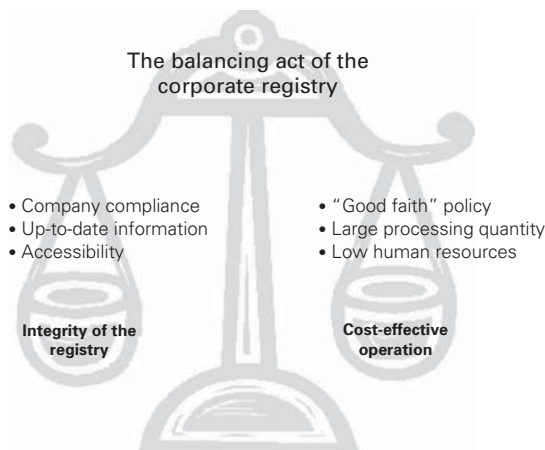 The balancing act of the
corporate registry
• Company compliance
• Up-to-date information
• Accessibility
Integrity of the
registry
• “Good faith” policy
• Large processing quantity
• Low human resources
Cost-effective
operation